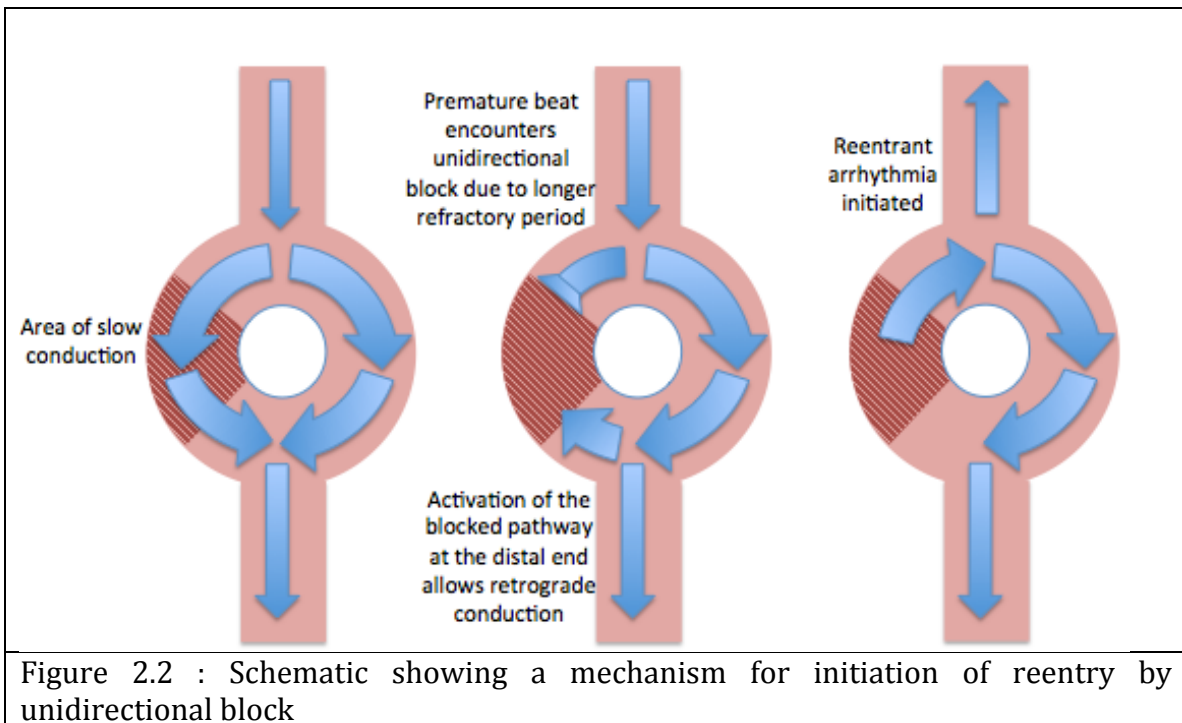 Area of slow
conduction
Premature beat
encounters
unidirectional
block due to longer
refractory period
Activation of the
blocked pathway
at the distal end
allows retrograde
conduction
Reentrant
arrhythmia
initiated
Figure 2.2 : Schematic showing a mechanism for initiation of reentry by
unidirectional block